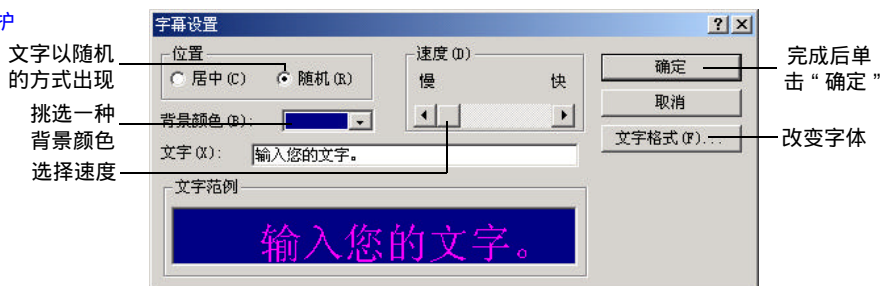 护
字幕设置
文字以随机
的方式出现
位置
居中(C)
随机(R)
速度(D)
慢
快
确定
完成后单
击“确定”
挑选一种
背景颜色
背景颜色(B):
取消
选择速度
文字(X):
输入您的文字。
文字格式(F)...
改变字体
文字范例
输入您的文字。